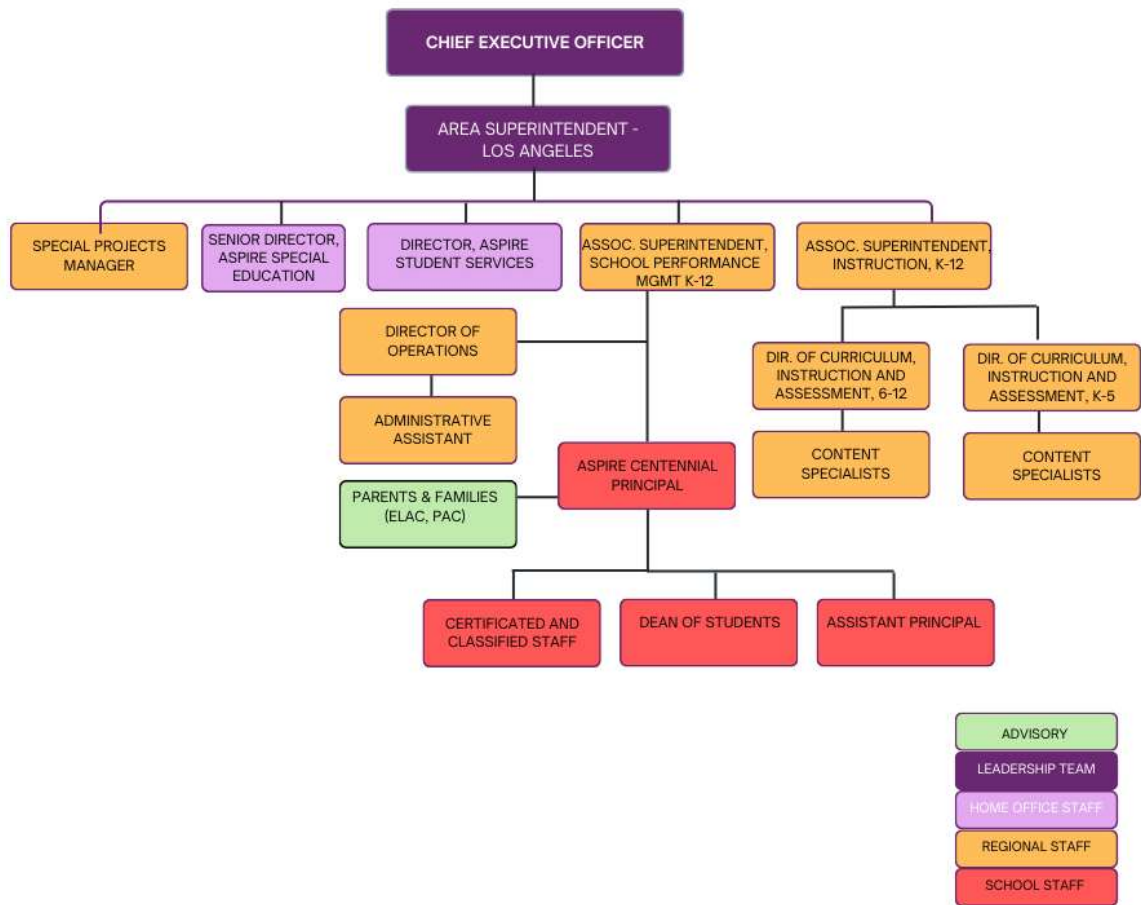 CHIEF EXECUTIVE OFFICER
AREA SUPERINTENDENT -
LOS ANGELES
SPECIAL PROJECTS
MANAGER
SENIOR DIRECTOR,
ASPIRE SPECIAL
EDUCATION
DIRECTOR, ASPIRE
STUDENT SERVICES
ASSOC. SUPERINTENDENT,
SCHOOL PERFORMANCE
MGMT K-12
ASSOC. SUPERINTENDENT,
INSTRUCTION, K-12
DIRECTOR OF
OPERATIONS
DIR. OF CURRICULUM,
INSTRUCTION AND
ASSESSMENT, 6-12
DIR. OF CURRICULUM,
INSTRUCTION AND
ASSESSMENT, K-5
ADMINISTRATIVE
ASSISTANT
CONTENT
SPECIALISTS
CONTENT
SPECIALISTS
ASPIRE CENTENNIAL
PRINCIPAL
PARENTS & FAMILIES
(ELAC, PAC)
CERTIFICATED AND
CLASSIFIED STAFF
DEAN OF STUDENTS
ASSISTANT PRINCIPAL
ADVISORY
LEADERSHIP TEAM
HOME OFFICE STAFF
REGIONAL STAFF
SCHOOL STAFF